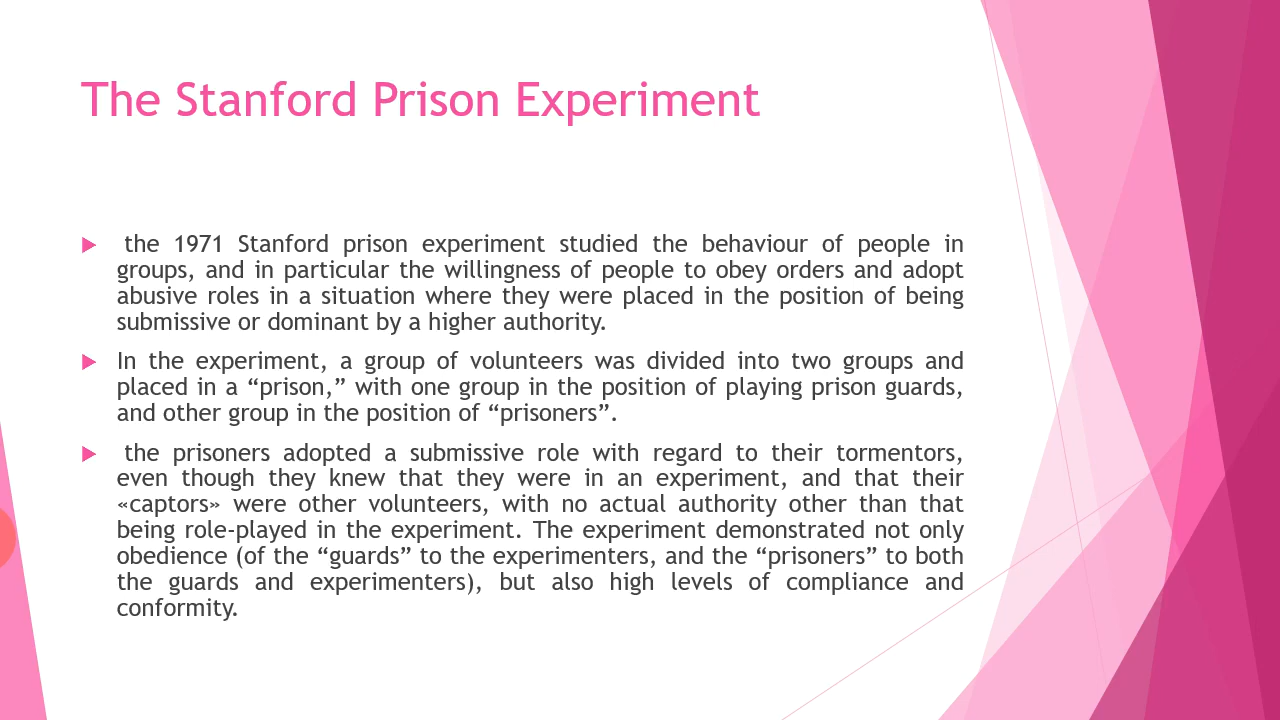 The Stanford Prison Experiment
the 1971 Stanford prison experiment studied the behaviour of people in
groups, and in particular the willingness of people to obey orders and adopt
abusive roles in a situation where they were placed in the position of being
submissive or dominant by a higher authority.
In the experiment, a group of volunteers was divided into two groups and
placed in a “prison,” with one group in the position of playing prison guards,
and other group in the position of “prisoners”.
the prisoners adopted a submissive role with regard to their tormentors,
even though they knew that they were in an experiment, and that their
«captors» were other volunteers, with no actual authority other than that
being role-played in the experiment. The experiment demonstrated not only
obedience (of the “guards” to the experimenters, and the “prisoners” to both
the guards and experimenters), but also high levels of compliance and
conformity.